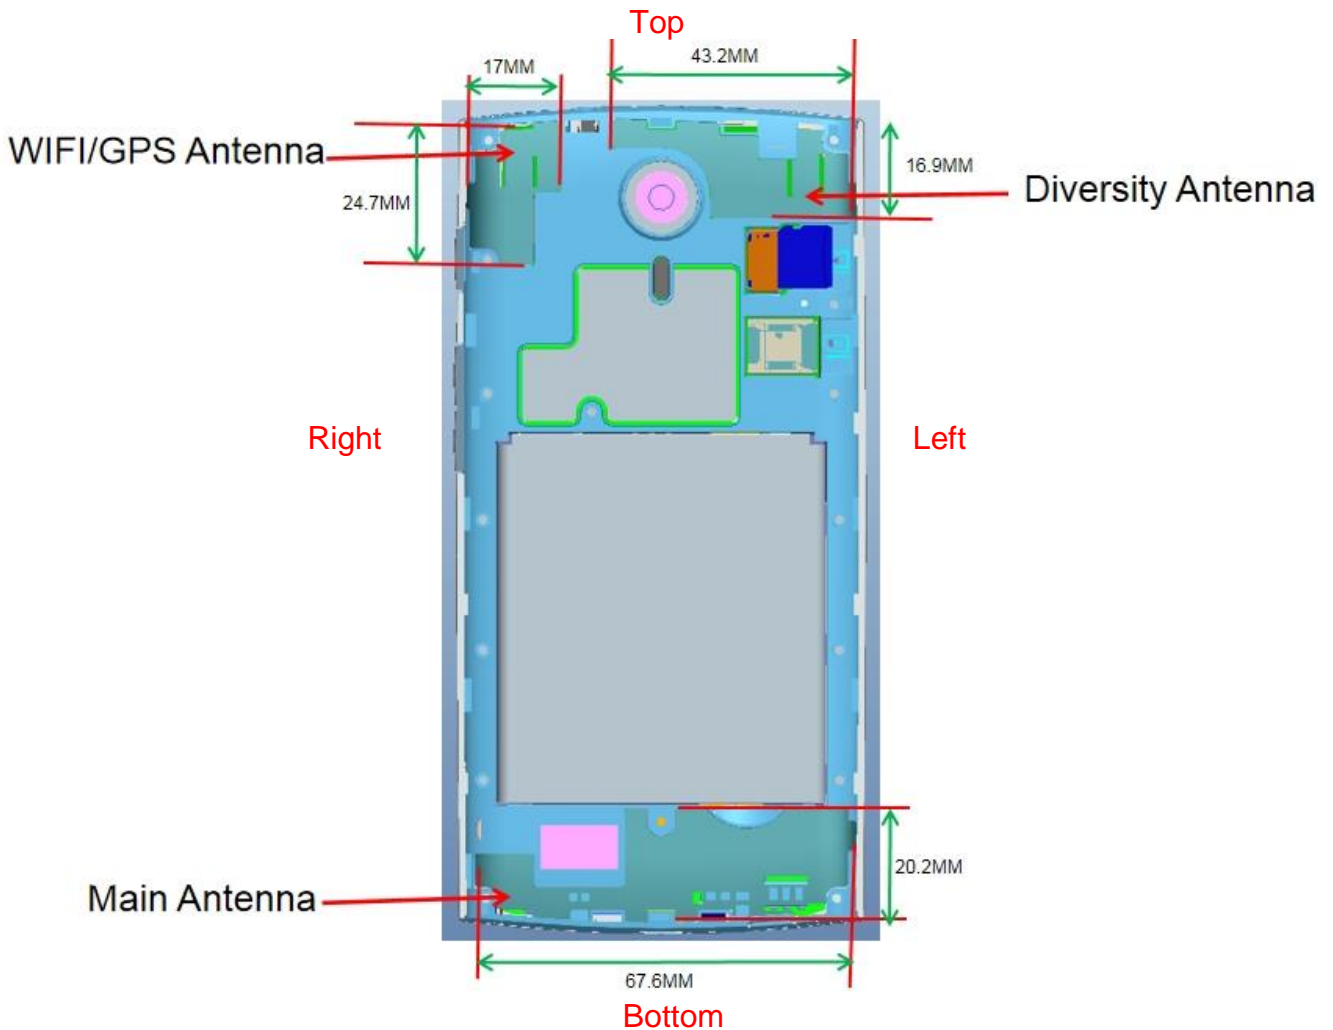 Top
43.2MM
17MM
WIFI/GPS Antenna
16.9MM
Diversity Antenna
24.7MM
Right
Left
20.2MM
Main Antenna
67.6MM
Bottom